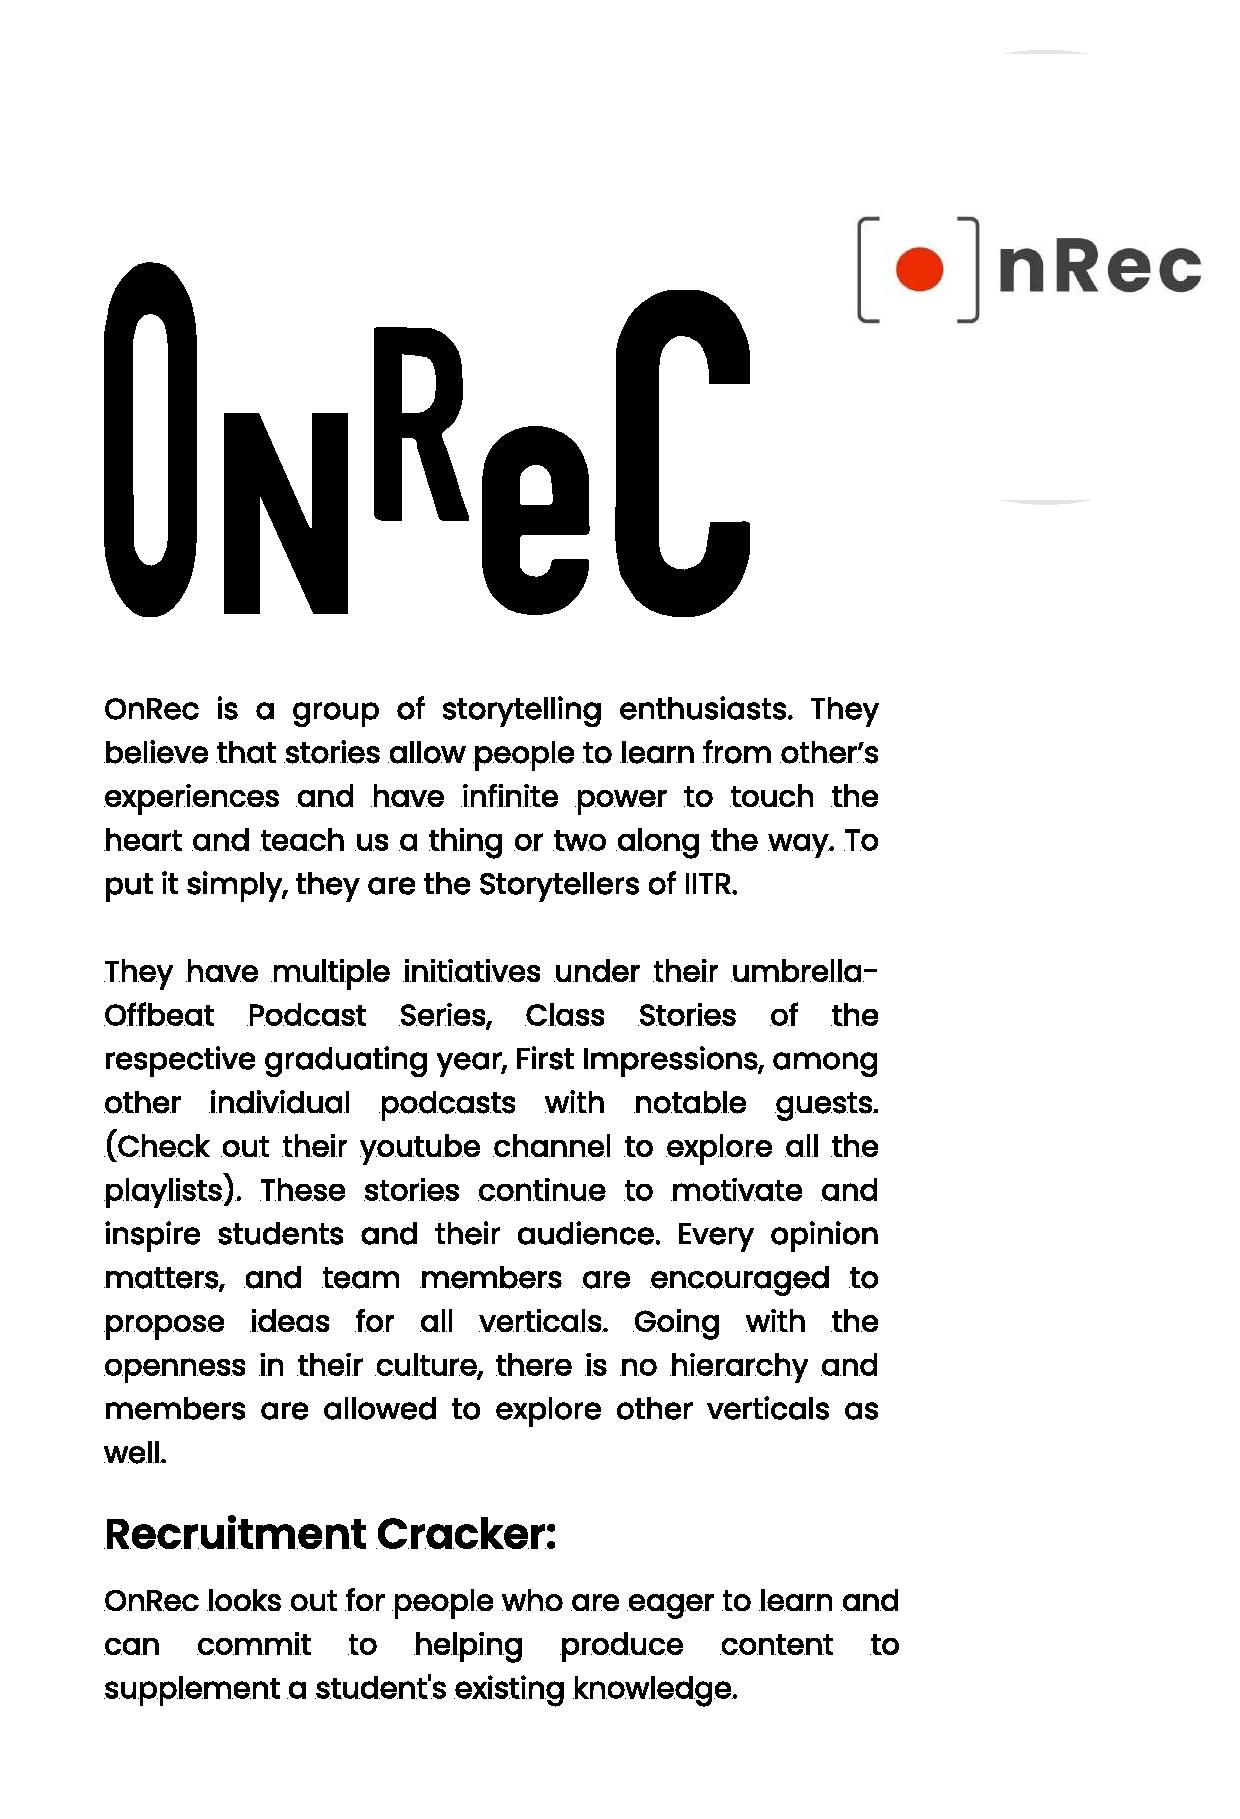 OnReC
[●]nRec
OnRec is a group of storytelling enthusiasts. They
believe that stories allow people to learn from other’s
experiences and have infinite power to touch the
heart and teach us a thing or two along the way. To
put it simply, they are the Storytellers of IITR.
They have multiple initiatives under their umbrella-
Offbeat Podcast Series, Class Stories of the
respective graduating year, First Impressions, among
other individual podcasts with notable guests.
(Check out their youtube channel to explore all the
playlists). These stories continue to motivate and
inspire students and their audience. Every opinion
matters, and team members are encouraged to
propose ideas for all verticals. Going with the
openness in their culture, there is no hierarchy and
members are allowed to explore other verticals as
well.
Recruitment Cracker:
OnRec looks out for people who are eager to learn and
can commit to helping produce content to
supplement a student's existing knowledge.